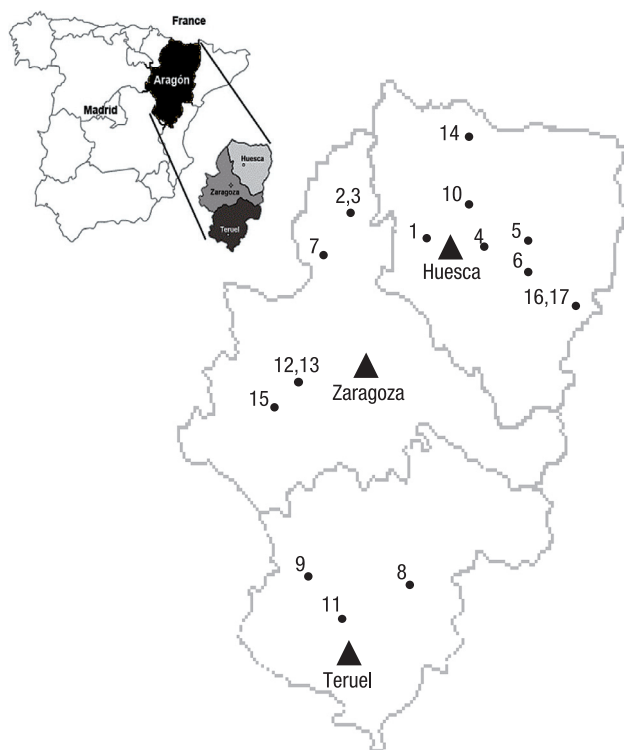 France
Aragón
Madrid
Huesca
Zaragoza
Teruel
14
10
2,3
1
4
5
7
Huesca
6
16,17
12,13
Zaragoza
15
9
8
11
Teruel